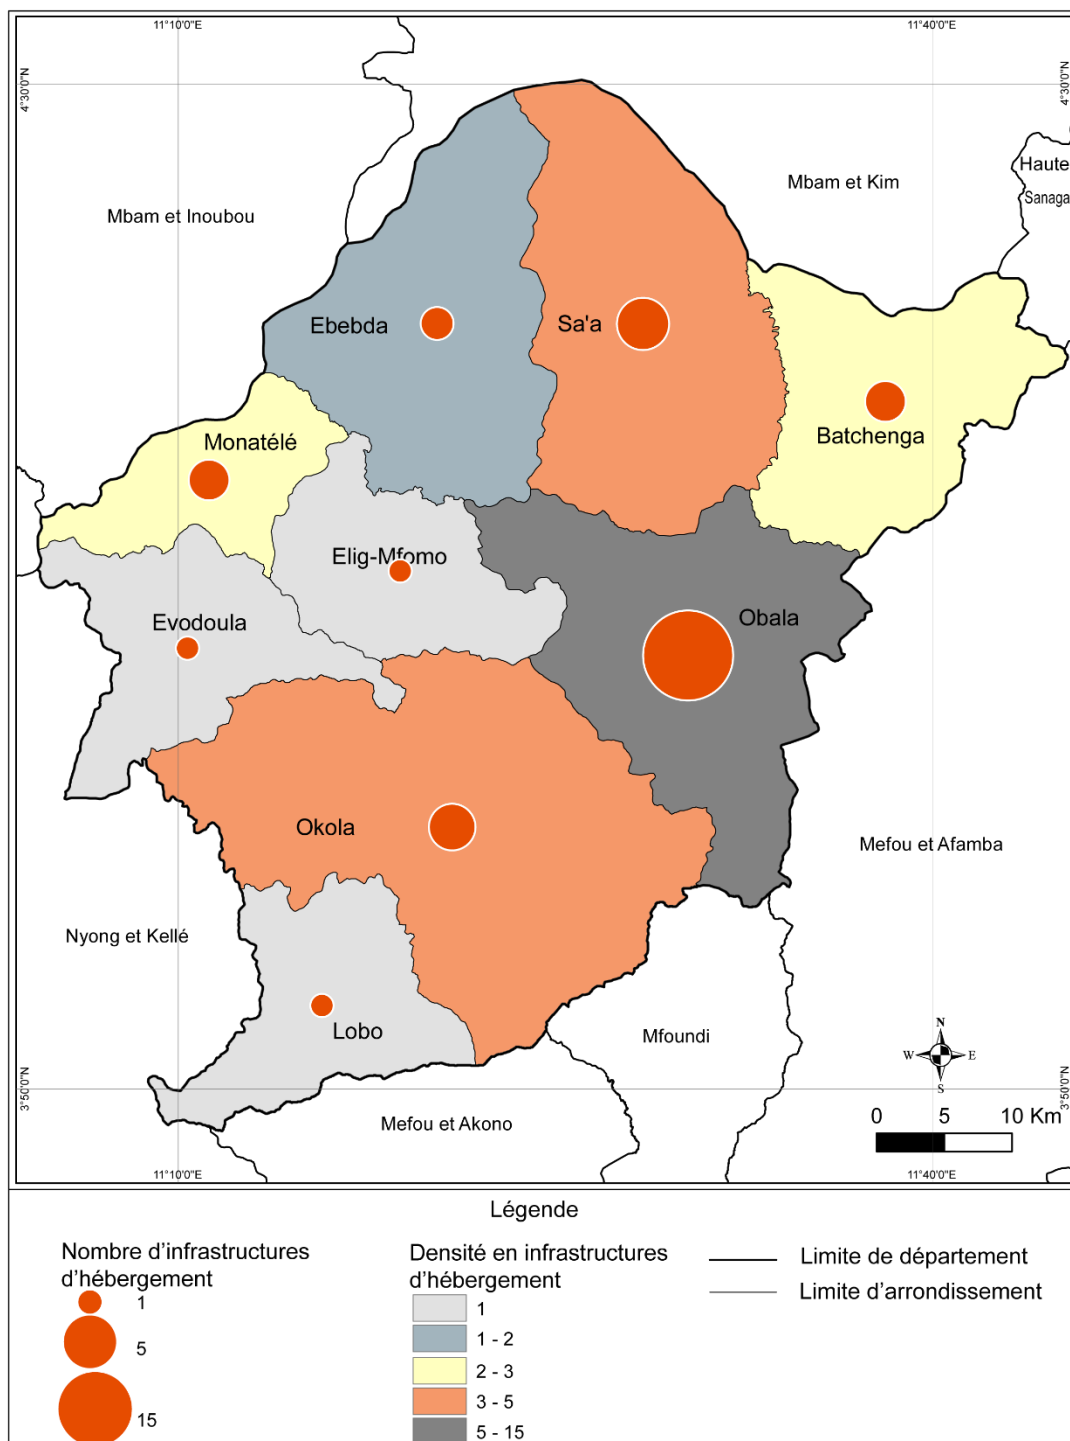 11°10'0"E
11°40'0"E
4°30'0"N
4°30'0"N
Haute
Sanaga
Mbam et Kim
Mbam et Inoubou
Ebebda
Sa'a
Batchenga
Monatélé
Elig-Mfomo
Evodoula
Obala
Okola
Mefou et Afamba
Nyong et Kellé
Lobo
Mfoundi
N
W
E
S
3°50'0"N
3°50'0"N
Mefou et Akono
0 5 10 Km
11°10'0"E
11°40'0"E
Légende
Nombre d'infrastructures
d'hébergement
1
5
15
Densité en infrastructures
d'hébergement
1
1 - 2
2 - 3
3 - 5
5 - 15
Limite de département
Limite d'arrondissement